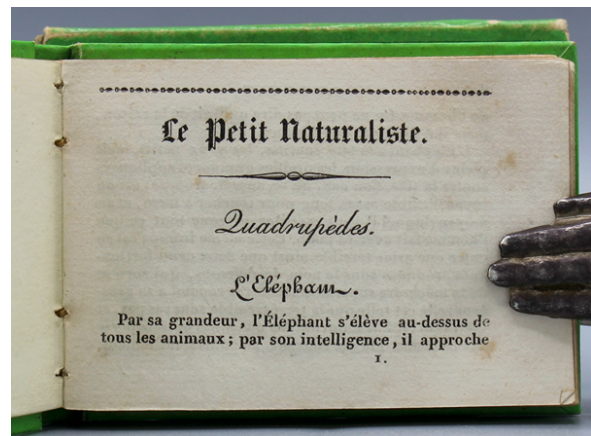 Le Petit Naturaliste.
Quadrupèdes.
L'Eléphant.
Par sa grandeur, l'Éléphant s'élève au-dessus de
tous les animaux; par son intelligence, il approche
1.